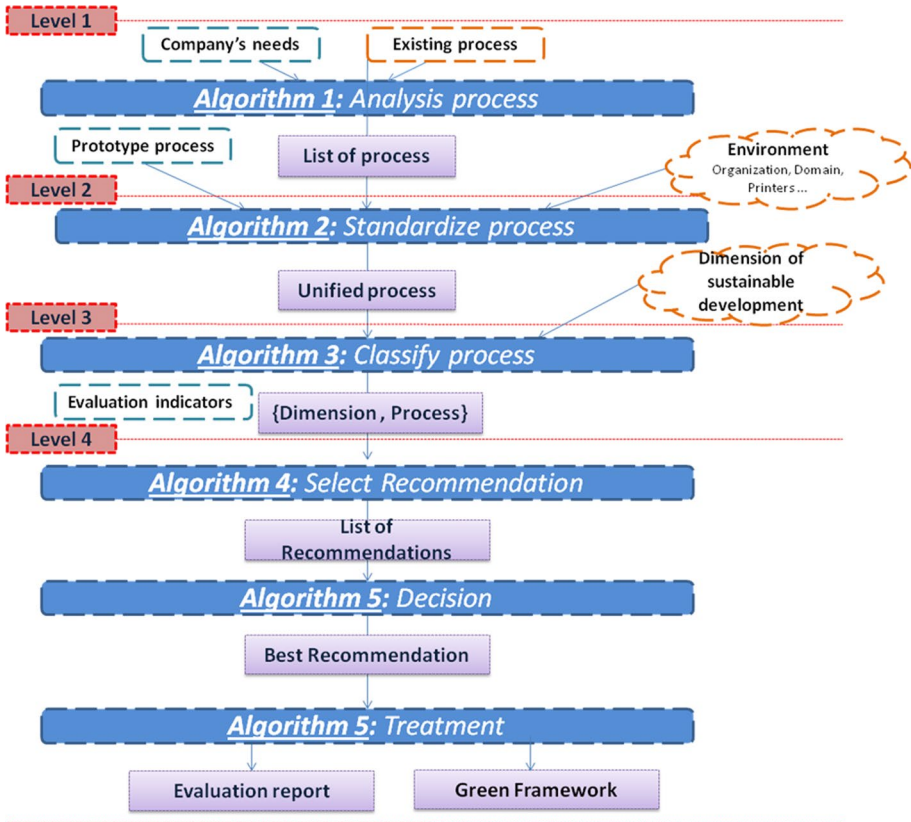 Level 1
Company's needs
Existing process
Algorithm 1: Analysis process
Prototype process
List of process
Environment
Organization, Domain,
Printers ...
Level 2
Algorithm 2: Standardize process
Unified process
Dimension of
sustainable
development
Level 3
Algorithm 3: Classify process
Evaluation indicators
{Dimension , Process}
Level 4
Algorithm 4: Select Recommendation
List of
Recommendations
Algorithm 5: Decision
Best Recommendation
Algorithm 5: Treatment
Evaluation report
Green Framework